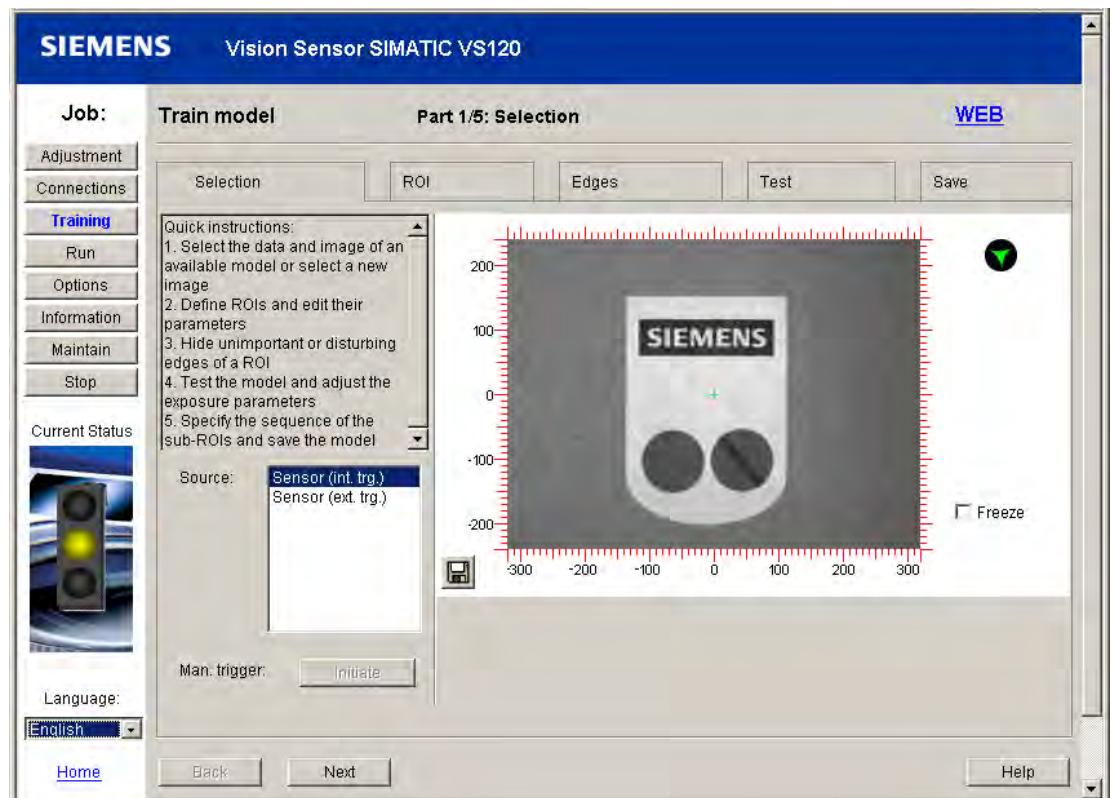 SIEMENS Vision Sensor SIMATIC VS120
Job:
Train model Part 1/5: Selection WEB
Adjustment
Connections
Training
Run
Options
Information
Maintain
Stop
Current Status
Language:
English
Home
Selection ROI Edges Test Save
Quick instructions:
1. Select the data and image of an
available model or select a new
image
2. Define ROIs and edit their
parameters
3. Hide unimportant or disturbing
edges of a ROI
4. Test the model and adjust the
exposure parameters
5. Specify the sequence of the
sub-ROIs and save the model
Source:
Sensor (int. trg.)
Sensor (ext. trg.)
Man. trigger: Initiate
200
100
0
-100
-200
-300 -200 -100 0 100 200 300
SIEMENS
Freeze
Back Next Help